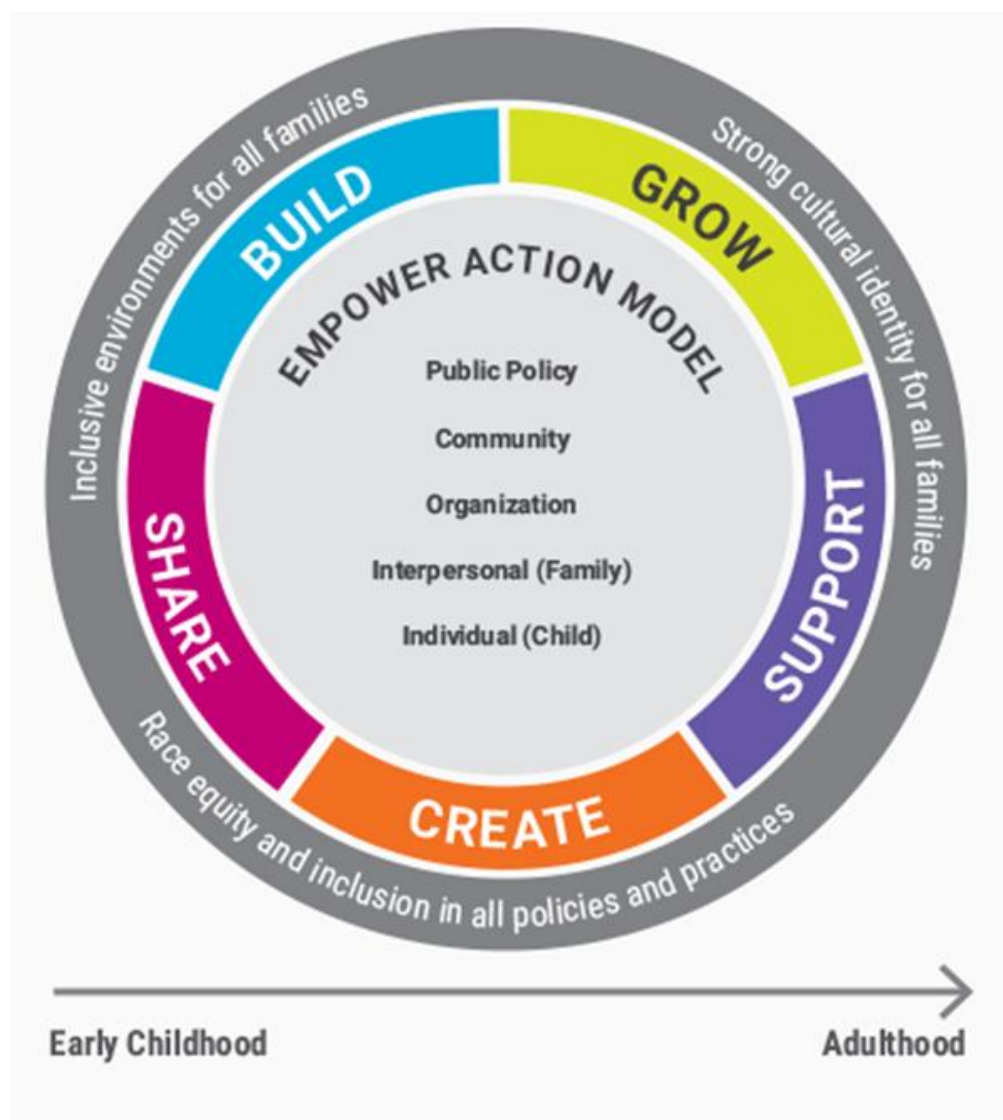 Inclusive environments for all families
Strong cultural identity for all families
Race equity and inclusion in all policies and practices
BUILD
GROW
SUPPORT
CREATE
SHARE
EMPOWER ACTION MODEL
Public Policy
Community
Organization
Interpersonal (Family)
Individual (Child)
Early Childhood
Adulthood